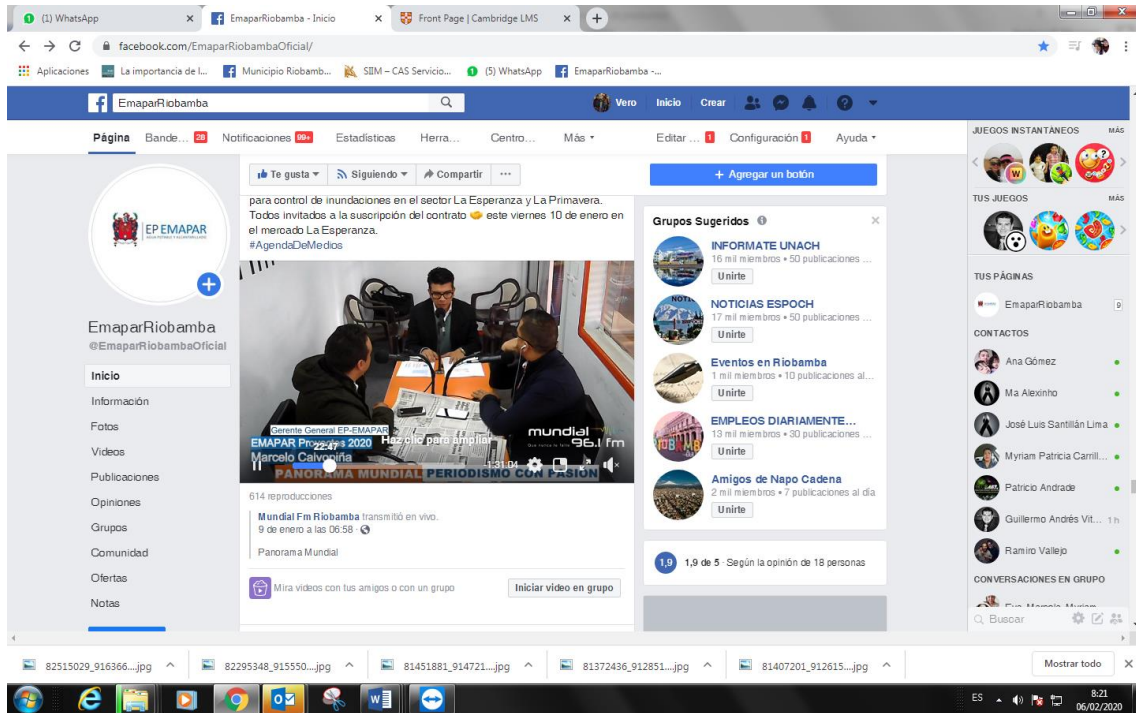 (1) WhatsApp
EmaparRiobamba - Inicio
Front Page | Cambridge LMS
facebook.com/EmaparRiobambaOficial/
Aplicaciones
La importancia de l...
Municipio Riobamb...
SIIM – CAS Servicio...
(5) WhatsApp
EmaparRiobamba -...
EmaparRiobamba
Vero
Inicio
Crear
Página
Bande... 28
Notificaciones 99+
Estadísticas
Herra...
Centro...
Más
Editar ... 1
Configuración 1
Ayuda
Te gusta
Siguiendo
Compartir
+ Agregar un botón
EP EMAPAR
EmaparRiobamba
@EmaparRiobambaOficial
Inicio
Información
Fotos
Videos
Publicaciones
Opiniones
Grupos
Comunidad
Ofertas
Notas
para control de inundaciones en el sector La Esperanza y La Primavera.
Todos invitados a la suscripción del contrato 🤝 este viernes 10 de enero en
el mercado La Esperanza.
#AgendaDeMedios
Gerente General EP-EMAPAR
EMAPAR Proyectos 2020
22:47
Haz clic para ampliar
Marcelo Calvopiña
-1:31:04
mundial
96.1 fm
PANORAMA MUNDIAL PERIODISMO CON PASIÓN
614 reproducciones
Mundial Fm Riobamba transmitió en vivo.
9 de enero a las 06:58 ·
Panorama Mundial
Mira videos con tus amigos o con un grupo
Iniciar video en grupo
Grupos Sugeridos
INFORMATE UNACH
16 mil miembros • 50 publicaciones ...
Unirte
NOTICIAS ESPOCH
17 mil miembros • 50 publicaciones ...
Unirte
Eventos en Riobamba
1 mil miembros • 10 publicaciones al...
Unirte
EMPLEOS DIARIAMENTE...
13 mil miembros • 30 publicaciones ...
Unirte
Amigos de Napo Cadena
2 mil miembros • 7 publicaciones al día
Unirte
1,9
1,9 de 5 · Según la opinión de 18 personas
JUEGOS INSTANTÁNEOS
MÁS
TUS JUEGOS
MÁS
TUS PÁGINAS
EmaparRiobamba
9
CONTACTOS
Ana Gómez
Ma Alexinho
José Luis Santillán Lima
Myriam Patricia Carrill...
Patricio Andrade
Guillermo Andrés Vit...
1 h
Ramiro Vallejo
CONVERSACIONES EN GRUPO
Buscar
82515029_916366....jpg
82295348_915550....jpg
81451881_914721....jpg
81372436_912851....jpg
81407201_912615....jpg
Mostrar todo
ES
8:21
06/02/2020